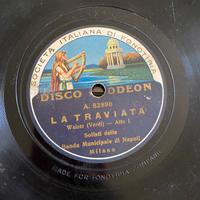 SOCIETÀ ITALIANA DI FONOTIPIA
DISCO ODEON
A. 82890
LA TRAVIATA
Walzer (Verdi) - Atto I.
Solisti della
Banda Municipale di Napoli
Milano
MADE FOR FONOTIPIA COMPANY